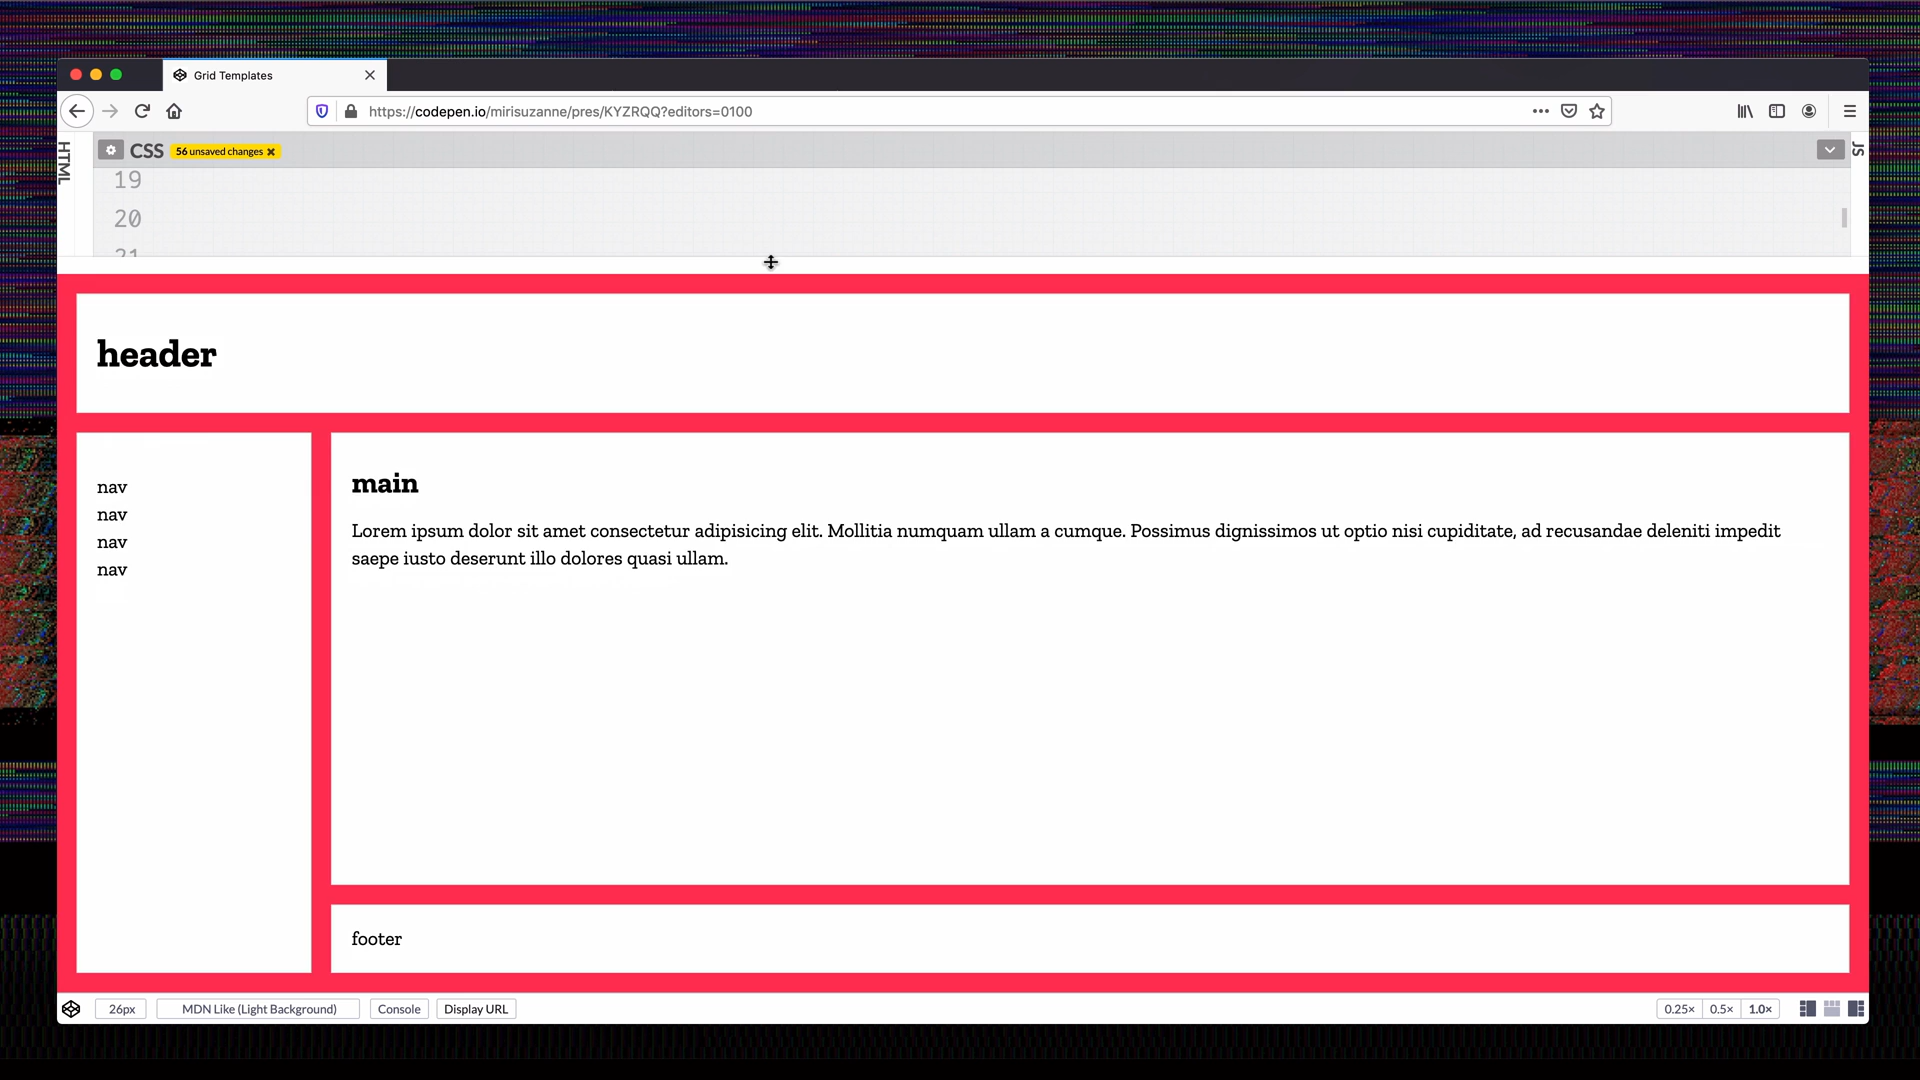 Grid Templates
https://codepen.io/mirisuzanne/pres/KYZRQQ?editors=0100
HTML
CSS
56 unsaved changes
JS
19
20
21
header
nav
nav
nav
nav
main
Lorem ipsum dolor sit amet consectetur adipisicing elit. Mollitia numquam ullam a cumque. Possimus dignissimos ut optio nisi cupiditate, ad recusandae deleniti impedit
saepe iusto deserunt illo dolores quasi ullam.
footer
26px
MDN Like (Light Background)
Console
Display URL
0.25×
0.5×
1.0×